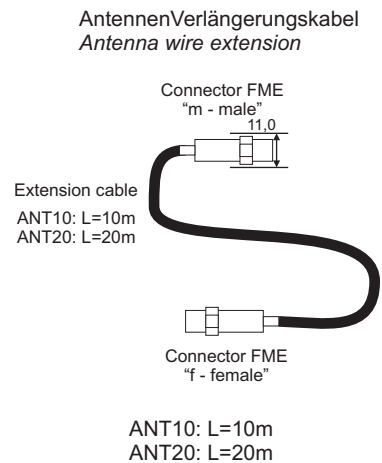 AntennenVerlängerungskabel
Antenna wire extension
Connector FME
“m - male”
11,0
Extension cable
ANT10: L=10m
ANT20: L=20m
Connector FME
“f - female”
ANT10: L=10m
ANT20: L=20m